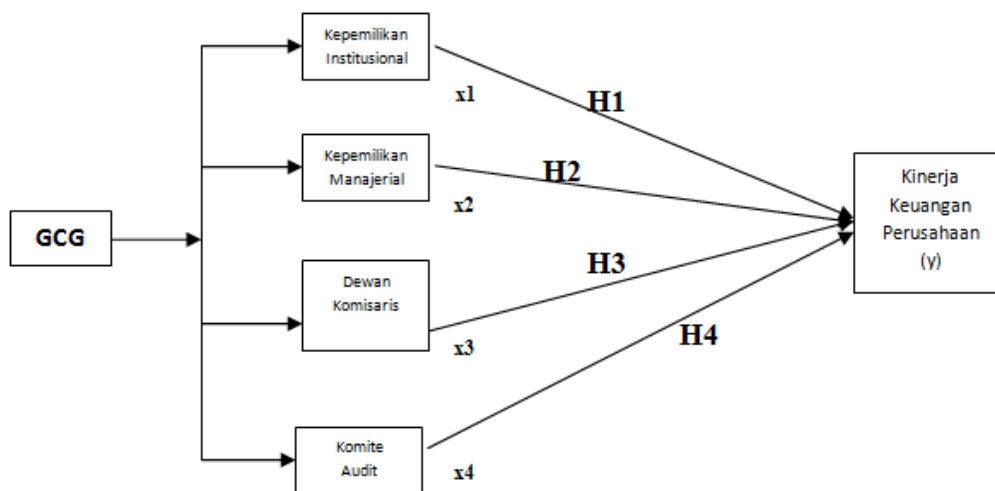 Kepemilikan
Institusional
x1
H1
Kepemilikan
Manajerial
x2
H2
GCG
Kinerja
Keuangan
Perusahaan
(y)
Dewan
Komisaris
x3
H3
H4
Komite
Audit
x4